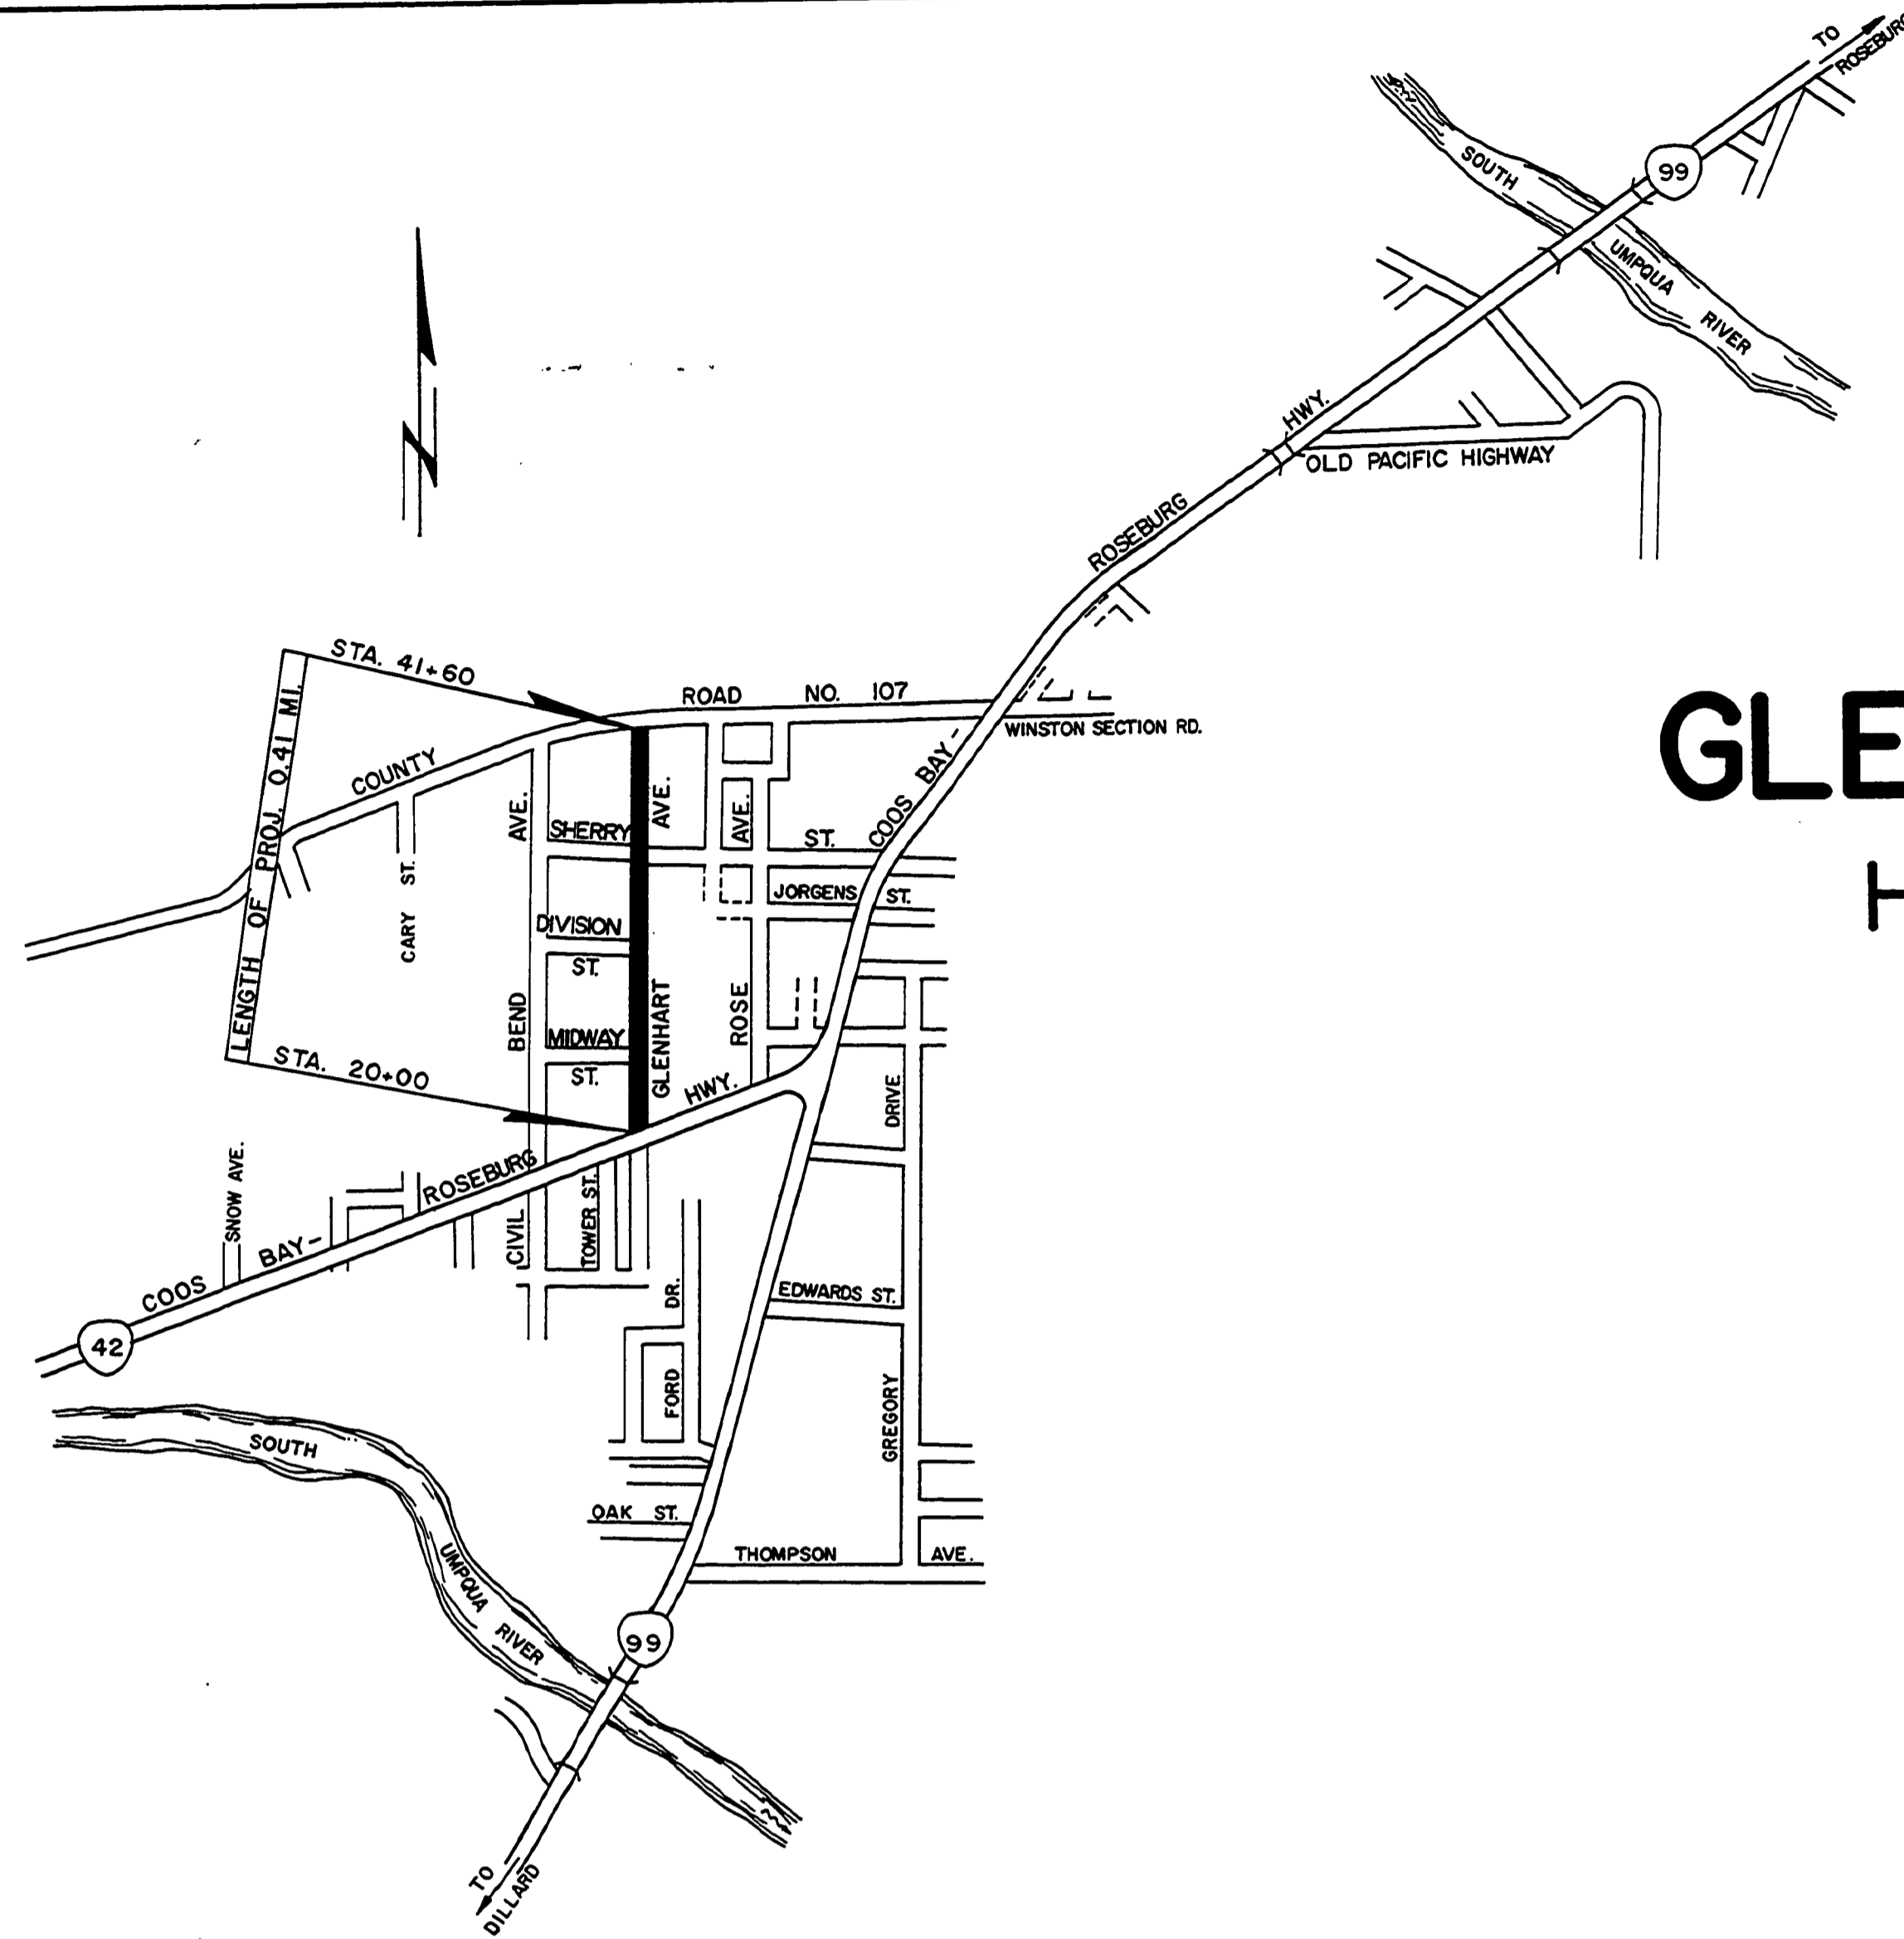 TO
ROSEBURG
99
SOUTH
UMPQUA
RIVER
HWY.
OLD PACIFIC HIGHWAY
ROSEBURG
STA. 41+60
ROAD NO. 107
WINSTON SECTION RD.
GLE
H
COUNTY
LENGTH OF PROJ. 0.41 MI.
COOS BAY-
AVE.
AVE.
AVE.
SHERRY
ST.
CARY ST.
JORGENS ST.
DIVISION
ST.
BEND
MIDWAY
ST.
GLENHART
ROSE
STA. 20+00
HWY.
DRIVE
SNOW AVE.
ROSEBURG
CIVIL
TOWER ST.
BAY-
COOS
42
DR.
EDWARDS ST.
FORD
GREGORY
SOUTH
OAK ST.
THOMPSON AVE.
UMPQUA
RIVER
99
TO
DILLARD